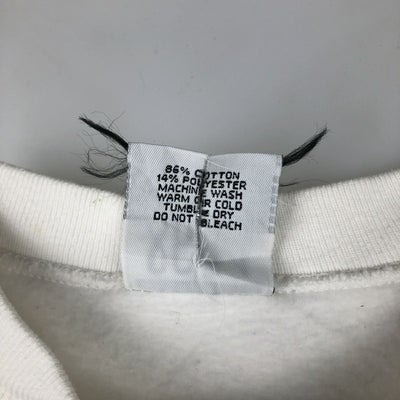 86% COTTON
14% POLYESTER
MACHINE WASH
WARM OR COLD
TUMBLE DRY
DO NOT BLEACH